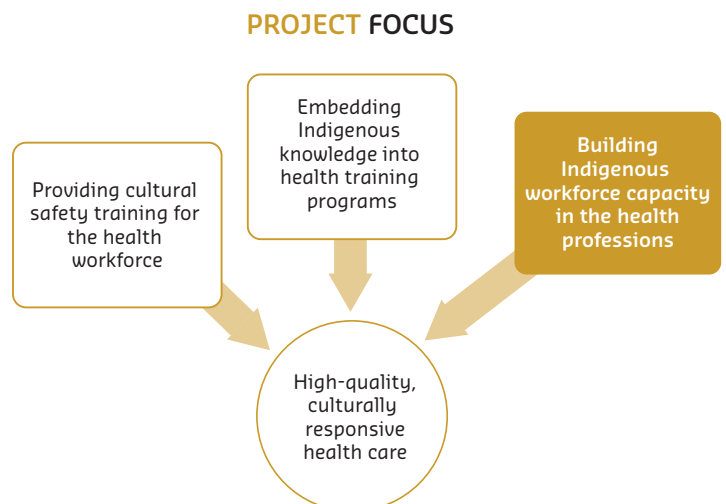 PROJECT FOCUS
Providing cultural
safety training for
the health
workforce
Embedding
Indigenous
knowledge into
health training
programs
Building
Indigenous
workforce capacity
in the health
professions
High-quality,
culturally
responsive
health care